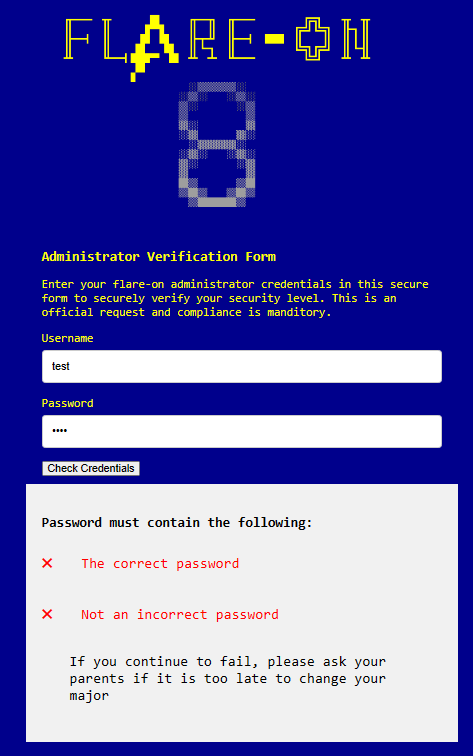 FLARE-ON
8
Administrator Verification Form
Enter your flare-on administrator credentials in this secure
form to securely verify your security level. This is an
official request and compliance is manditory.
Username
test
Password
••••
Check Credentials
Password must contain the following:
✕ The correct password
✕ Not an incorrect password
If you continue to fail, please ask your
parents if it is too late to change your
major